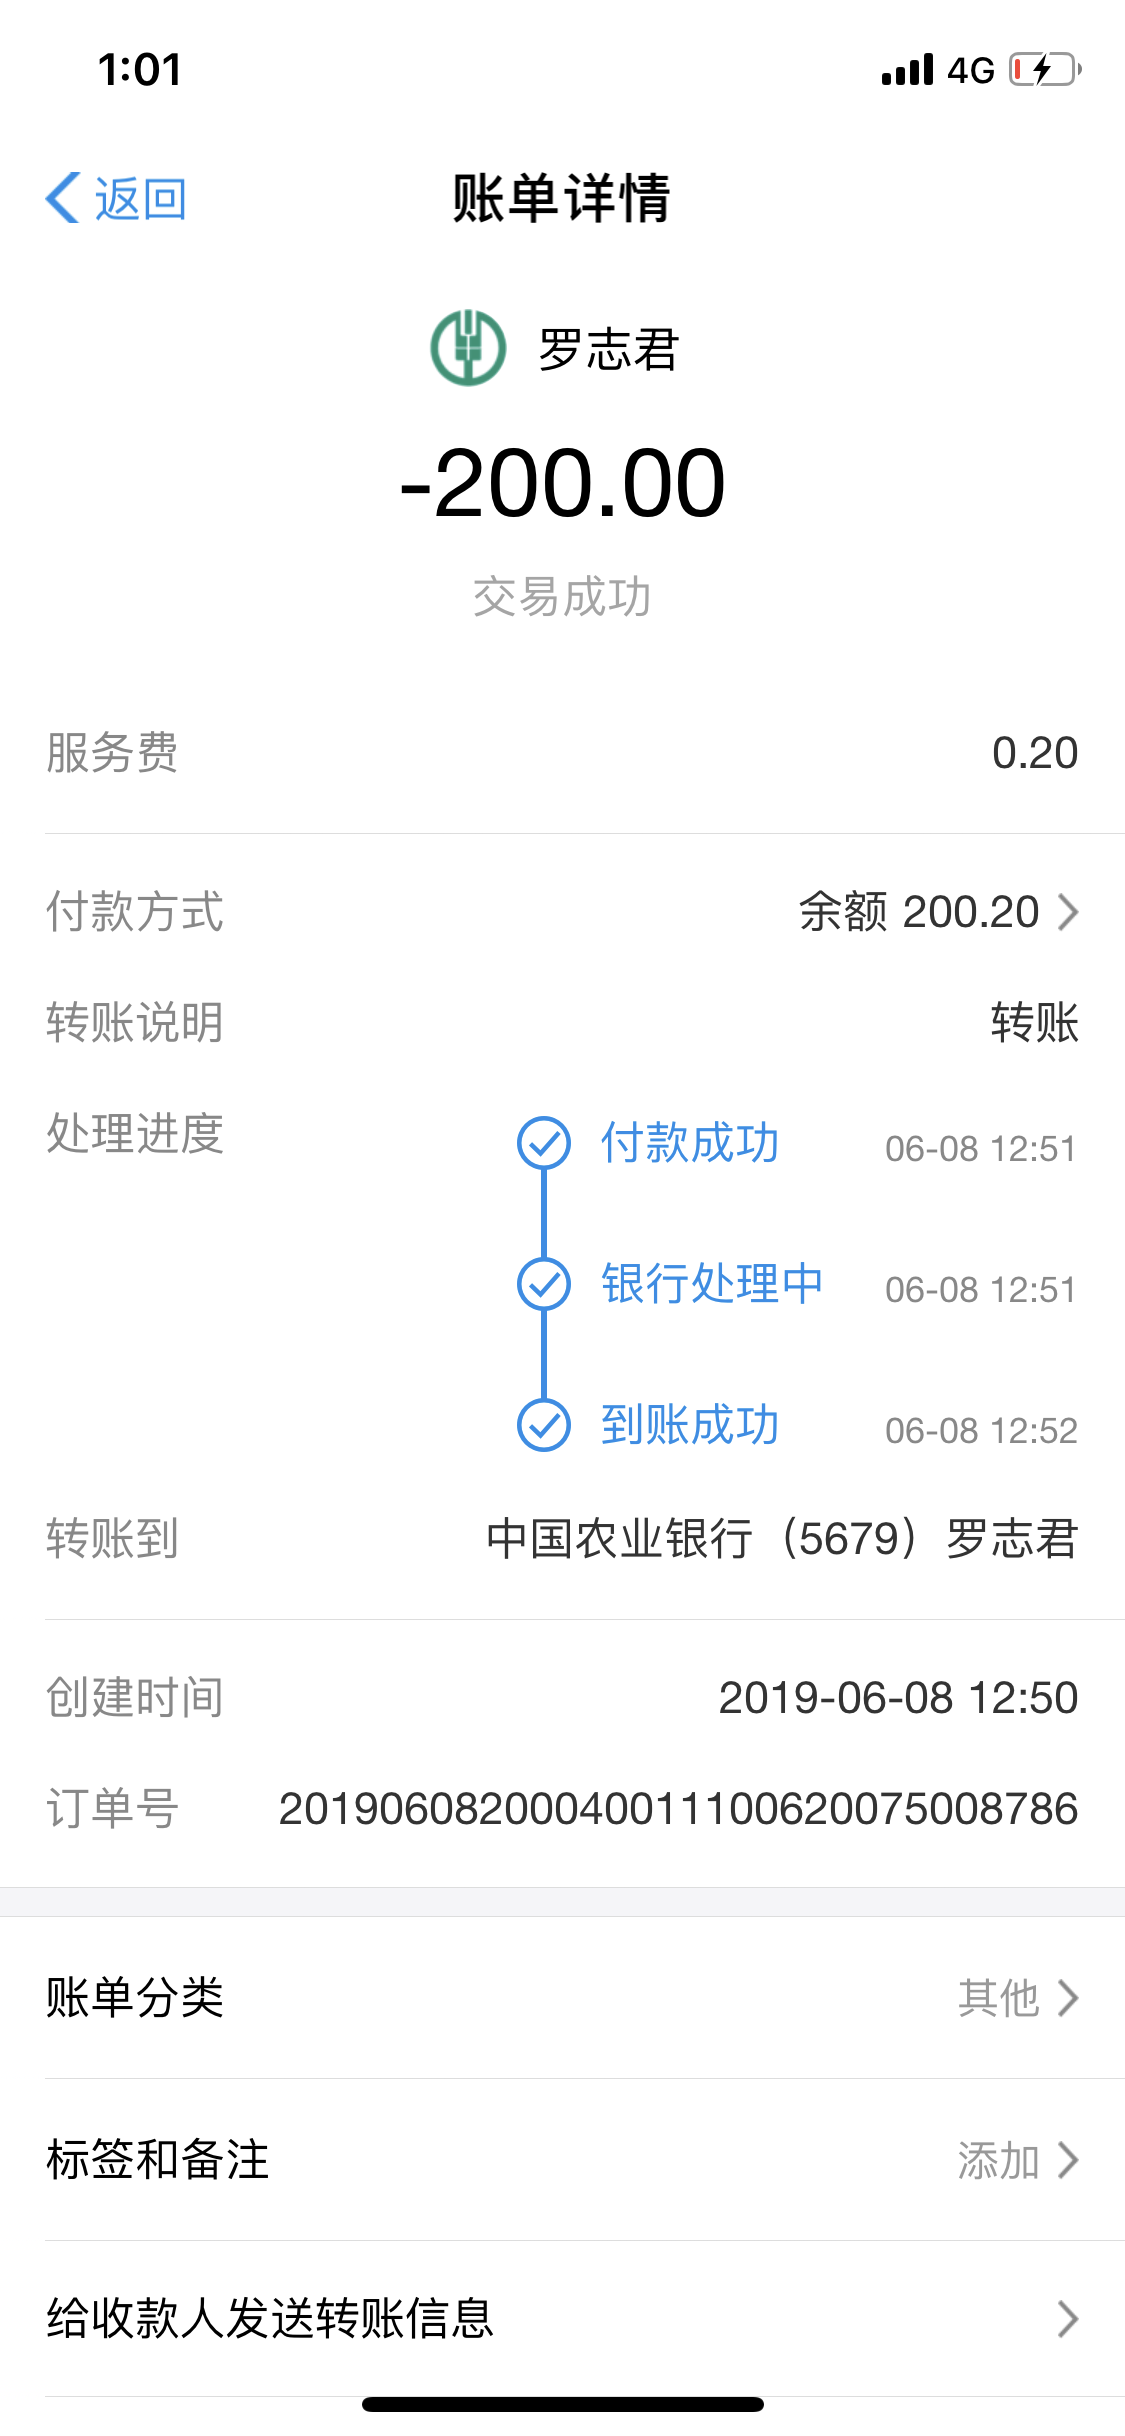 1:01 4G
返回 账单详情
罗志君
-200.00
交易成功
服务费 0.20
付款方式 余额 200.20
转账说明 转账
处理进度 付款成功 06-08 12:51
银行处理中 06-08 12:51
到账成功 06-08 12:52
转账到 中国农业银行（5679）罗志君
创建时间 2019-06-08 12:50
订单号 20190608200040011100620075008786
账单分类 其他
标签和备注 添加
给收款人发送转账信息